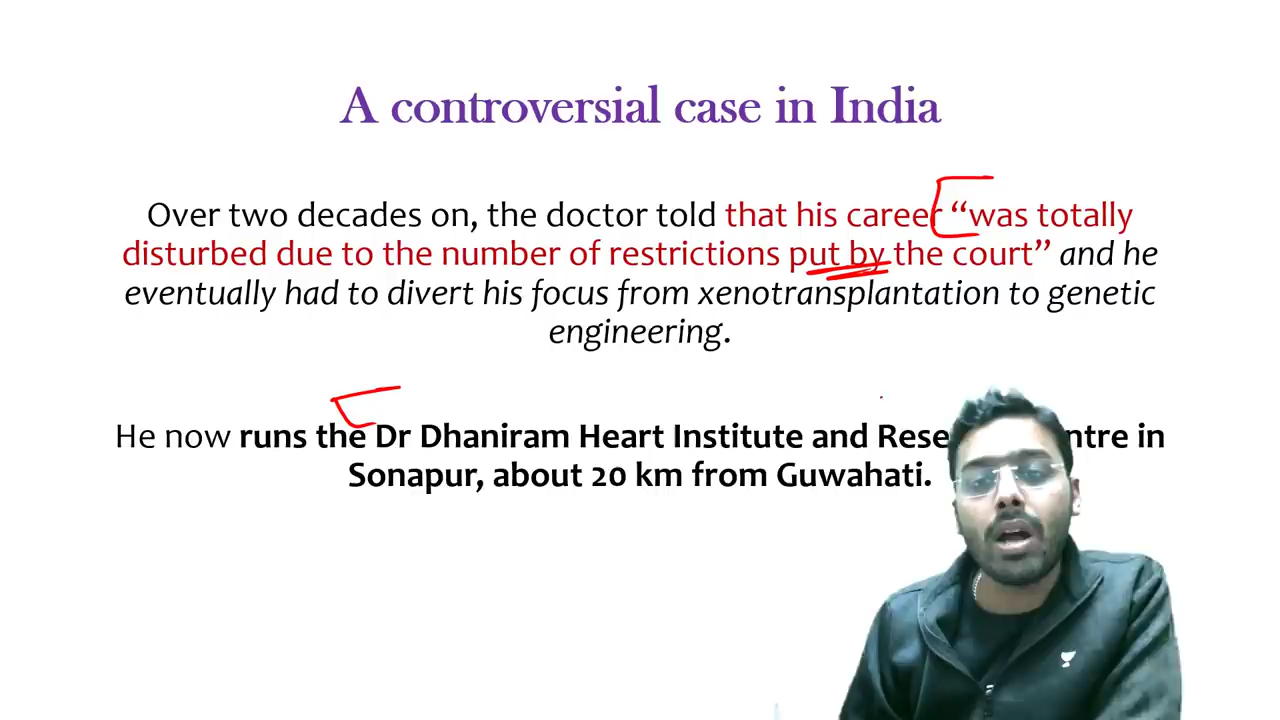 A controversial case in India
Over two decades on, the doctor told that his career “was totally
disturbed due to the number of restrictions put by the court” and he
eventually had to divert his focus from xenotransplantation to genetic
engineering.
He now runs the Dr Dhaniram Heart Institute and in
Sonapur, about 20 km from Guwahati.